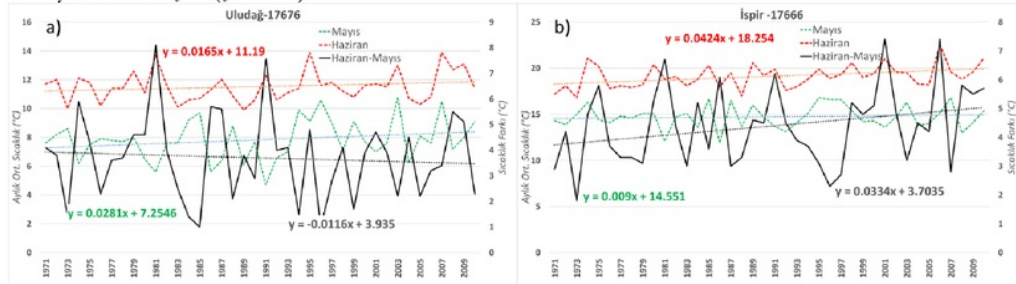 Uludağ-17676
a)
Mayıs
Haziran
Haziran-Mayıs
y = 0.0165x + 11.19
y = 0.0281x + 7.2546
y = -0.0116x + 3.935
Aylık Ort. Sıcaklık (°C)
Sıcaklık Farkı (°C)
16
14
12
10
8
6
4
2
0
9
8
7
6
5
4
3
2
1
0
1971 1973 1975 1977 1979 1981 1983 1985 1987 1989 1991 1993 1995 1997 1999 2001 2003 2005 2007 2009
İspir -17666
b)
Mayıs
Haziran
Haziran-Mayıs
y = 0.0424x + 18.254
y = 0.009x + 14.551
y = 0.0334x + 3.7035
Aylık Ort. Sıcaklık (°C)
Sıcaklık Farkı (°C)
25
20
15
10
5
0
8
7
6
5
4
3
2
1
0
1971 1973 1975 1977 1979 1981 1983 1985 1987 1989 1991 1993 1995 1997 1999 2001 2003 2005 2007 2009